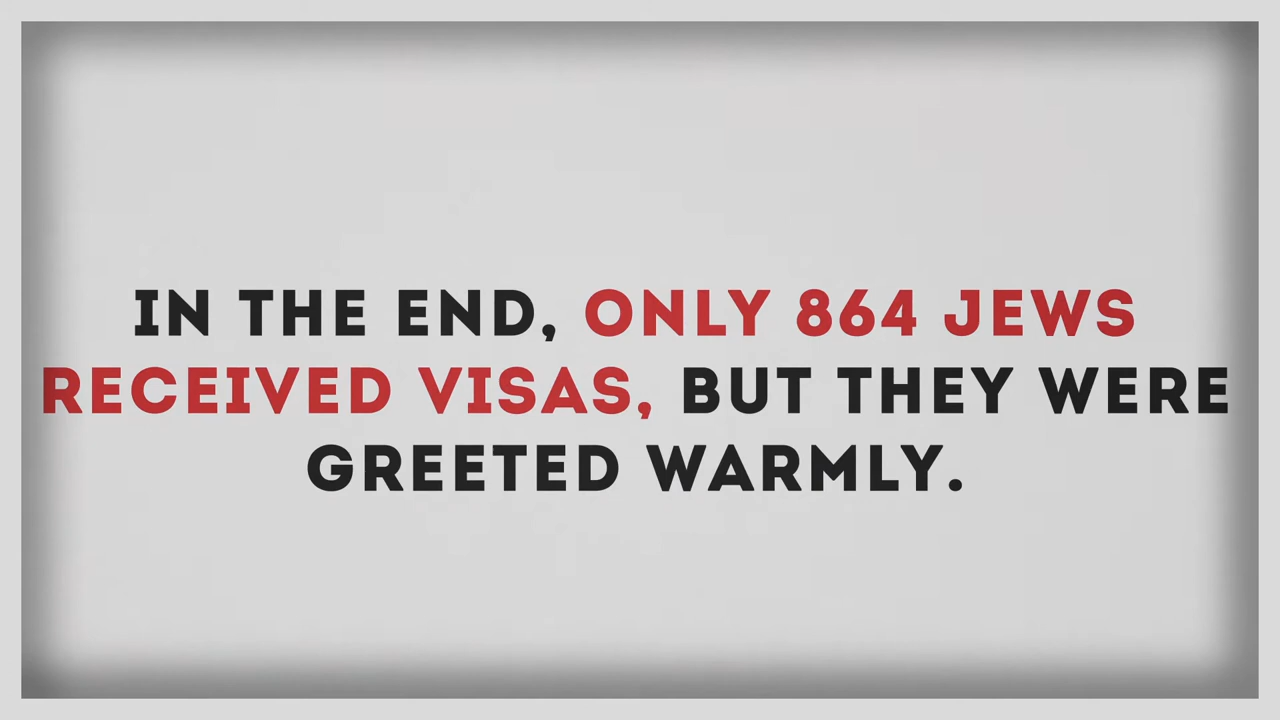 IN THE END, ONLY 864 JEWS
RECEIVED VISAS, BUT THEY WERE
GREETED WARMLY.